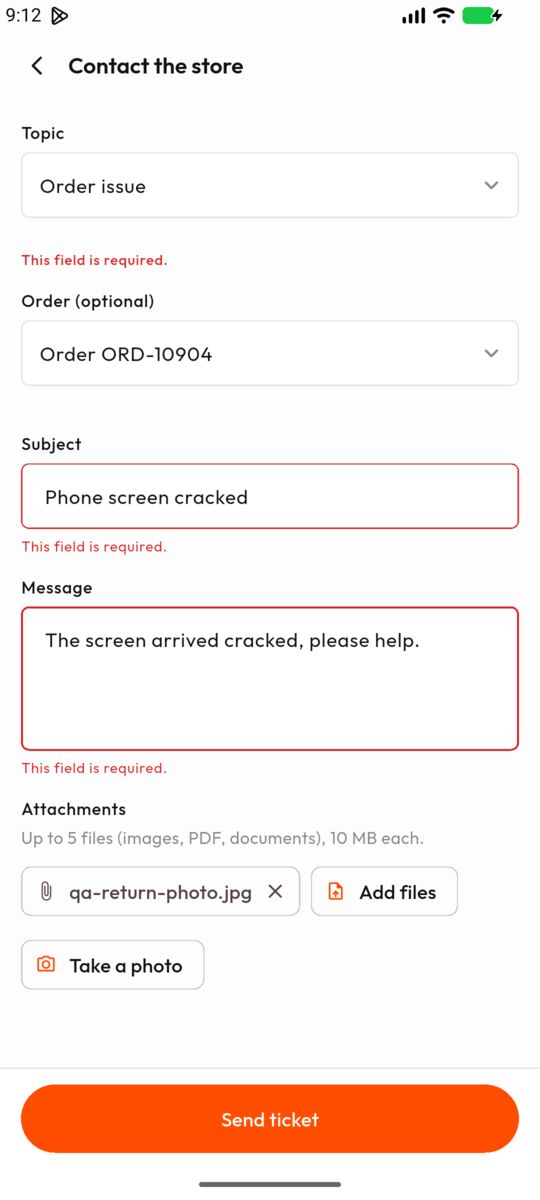 9:12
Contact the store
Topic
Order issue
This field is required.
Order (optional)
Order ORD-10904
Subject
Phone screen cracked
This field is required.
Message
The screen arrived cracked, please help.
This field is required.
Attachments
Up to 5 files (images, PDF, documents), 10 MB each.
qa-return-photo.jpg
Add files
Take a photo
Send ticket